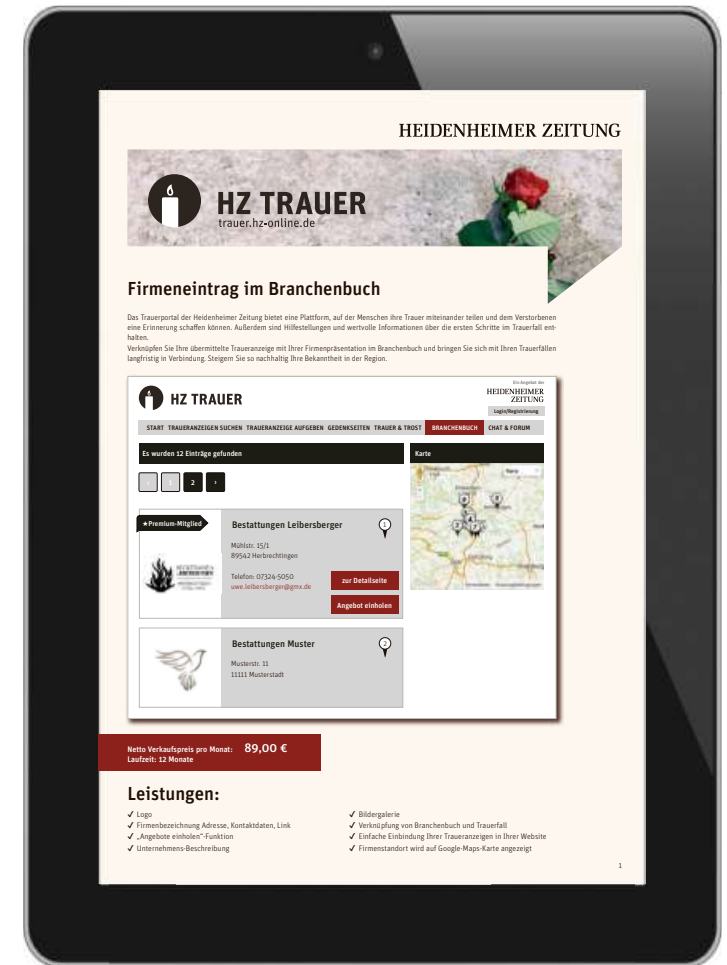 HEIDENHEIMER ZEITUNG
HZ TRAUER
trauer.hz-online.de
Firmeneintrag im Branchenbuch
Das Trauerportal der Heidenheimer Zeitung bietet eine Plattform, auf der Menschen ihre Trauer miteinander teilen und dem Verstorbenen
eine Erinnerung schaffen können. Außerdem sind Hilfestellungen und wertvolle Informationen über die ersten Schritte im Trauerfall ent-
halten.
Verknüpfen Sie Ihre übermittelte Traueranzeige mit Ihrer Firmenpräsentation im Branchenbuch und bringen Sie sich mit Ihren Trauerfällen
langfristig in Verbindung. Steigern Sie so nachhaltig Ihre Bekanntheit in der Region.
Ein Angebot der
HEIDENHEIMER
ZEITUNG
HZ TRAUER
Login/Registrierung
START TRAUERANZEIGEN SUCHEN TRAUERANZEIGE AUFGEBEN GEDENKSEITEN TRAUER & TROST BRANCHENBUCH CHAT & FORUM
Es wurden 12 Einträge gefunden
Karte
‹ 1 2 ›
★Premium-Mitglied
Bestattungen Leibersberger
1
Mühlstr. 15/1
89542 Herbrechtingen
Telefon: 07324-5050
uwe.leibersberger@gmx.de
zur Detailseite
Angebot einholen
Bestattungen Muster
2
Musterstr. 11
11111 Musterstadt
Netto Verkaufspreis pro Monat: 89,00 €
Laufzeit: 12 Monate
Leistungen:
✓ Logo
✓ Firmenbezeichnung Adresse, Kontaktdaten, Link
✓ „Angebote einholen"-Funktion
✓ Unternehmens-Beschreibung
✓ Bildergalerie
✓ Verknüpfung von Branchenbuch und Trauerfall
✓ Einfache Einbindung Ihrer Traueranzeigen in Ihrer Website
✓ Firmenstandort wird auf Google-Maps-Karte angezeigt
1